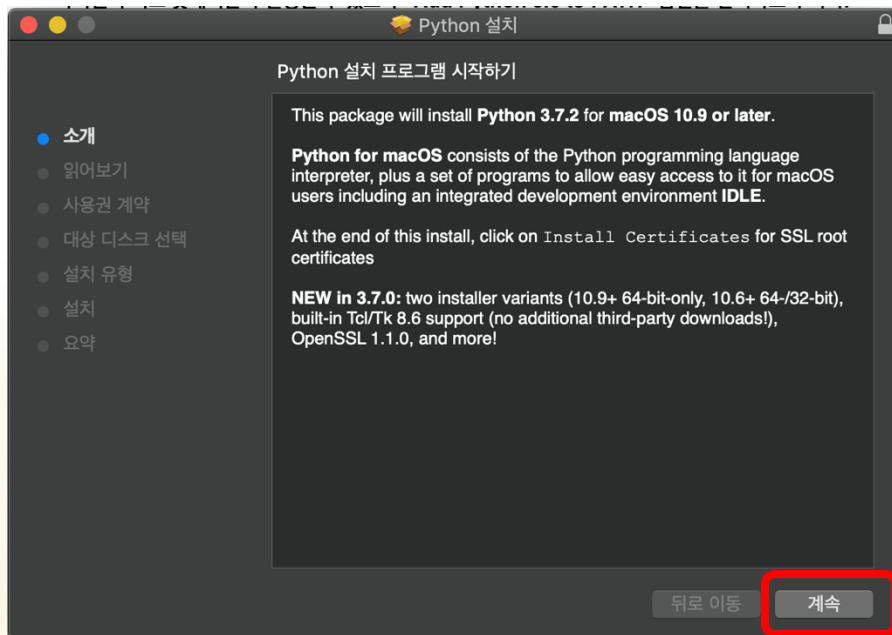 Python 설치
Python 설치 프로그램 시작하기
소개
읽어보기
사용권 계약
대상 디스크 선택
설치 유형
설치
요약
This package will install Python 3.7.2 for macOS 10.9 or later.
Python for macOS consists of the Python programming language
interpreter, plus a set of programs to allow easy access to it for macOS
users including an integrated development environment IDLE.
At the end of this install, click on Install Certificates for SSL root
certificates
NEW in 3.7.0: two installer variants (10.9+ 64-bit-only, 10.6+ 64-/32-bit),
built-in Tcl/Tk 8.6 support (no additional third-party downloads!),
OpenSSL 1.1.0, and more!
뒤로 이동
계속